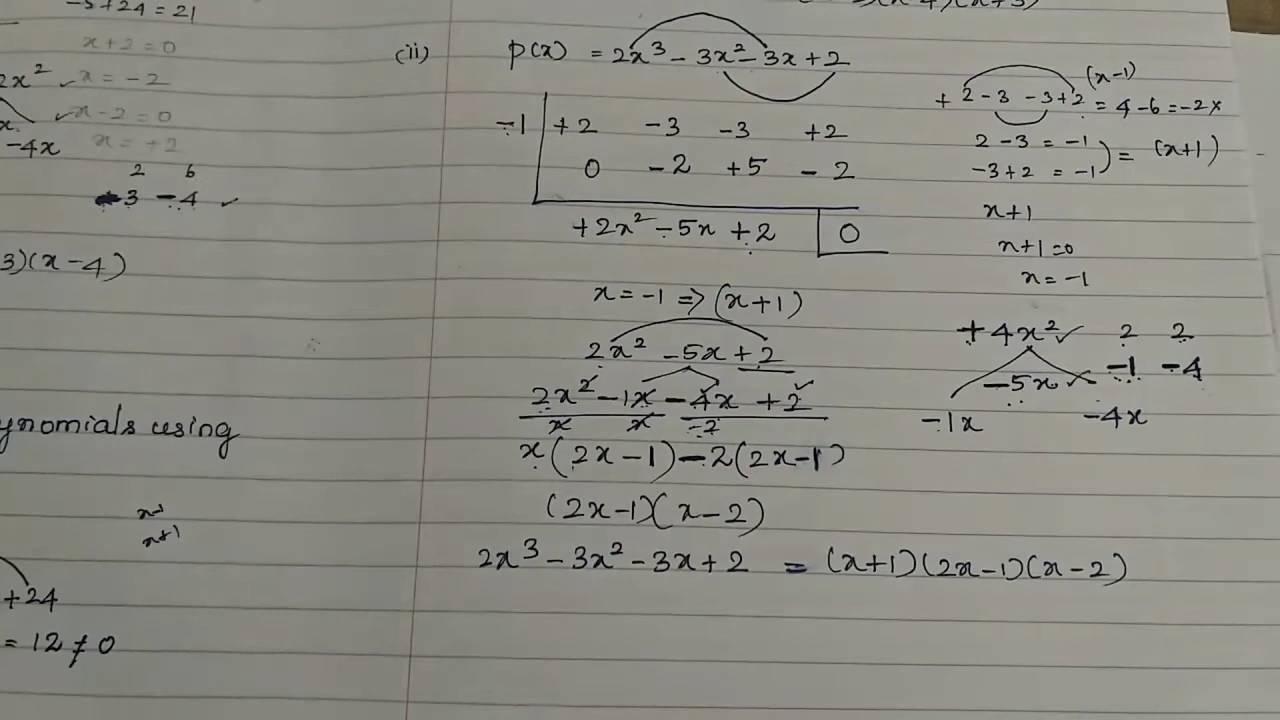 -3+24 = 21
x+2 = 0
2x² x = -2
x. x-2 = 0
-4x x = +2
2 6
-3 -4
3)(x-4)
ynomials using
x-1
x+1
+24
= 12 ≠ 0
(ii) p(x) = 2x³ - 3x² - 3x + 2
-1 | +2 -3 -3 +2
0 -2 +5 -2
+2x² - 5x + 2 | 0
x = -1 ⇒ (x+1)
2x² - 5x + 2
2x² - 1x - 4x + 2
x x -2
x(2x-1) - 2(2x-1)
(2x-1)(x-2)
2x³ - 3x² - 3x + 2 = (x+1)(2x-1)(x-2)
(x-1)
+ 2 - 3 - 3 + 2 = 4 - 6 = -2 x
2 - 3 = -1
-3 + 2 = -1 ) = (x+1)
x+1
x+1 = 0
x = -1
+4x² ✓ 2 2
-5x ✓ -1 -4
-1x -4x